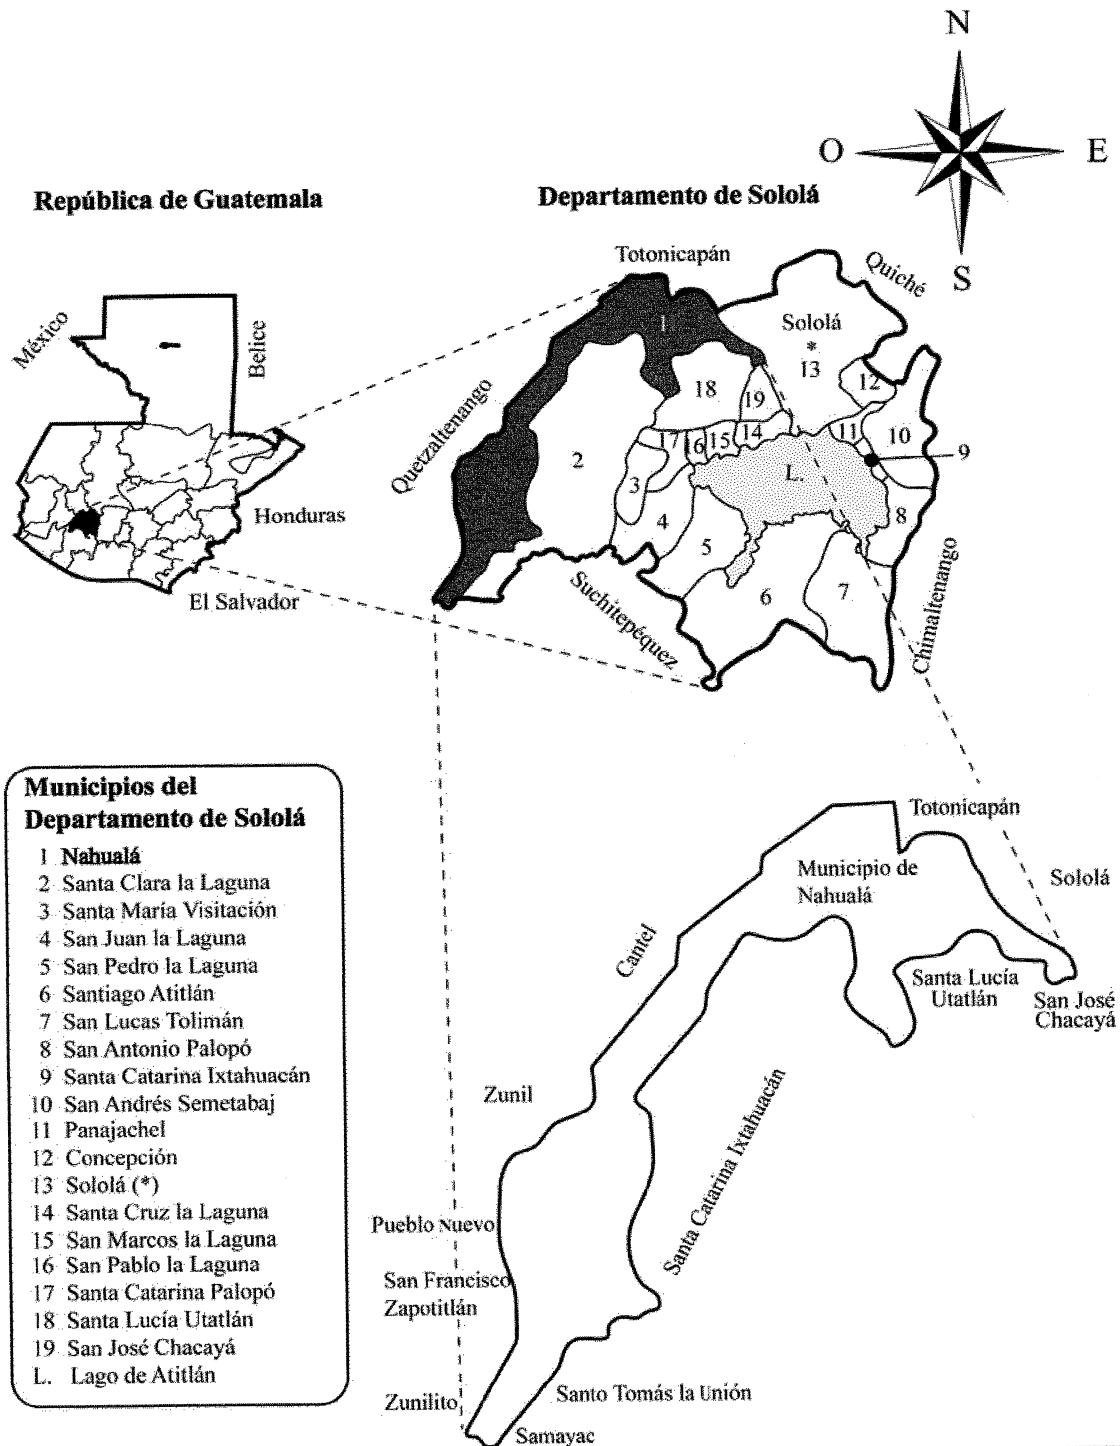 N
O
E
S
República de Guatemala
Departamento de Sololá
México
Belice
Honduras
El Salvador
Totonicapán
Quiché
Quetzaltenango
Suchitepéquez
Chimaltenango
1
Sololá
*
13
12
18
19
2
17
16
15
14
11
10
9
3
L.
4
5
8
6
7
Municipios del
Departamento de Sololá
1 Nahualá
2 Santa Clara la Laguna
3 Santa María Visitación
4 San Juan la Laguna
5 San Pedro la Laguna
6 Santiago Atitlán
7 San Lucas Tolimán
8 San Antonio Palopó
9 Santa Catarina Ixtahuacán
10 San Andrés Semetabaj
11 Panajachel
12 Concepción
13 Sololá (*)
14 Santa Cruz la Laguna
15 San Marcos la Laguna
16 San Pablo la Laguna
17 Santa Catarina Palopó
18 Santa Lucía Utatlán
19 San José Chacayá
L. Lago de Atitlán
Totonicapán
Municipio de
Nahualá
Sololá
Cantel
Santa Lucía
Utatlán
San José
Chacayá
Zunil
Santa Catarina Ixtahuacán
Pueblo Nuevo
San Francisco
Zapotitlán
Zunilito
Santo Tomás la Unión
Samayac